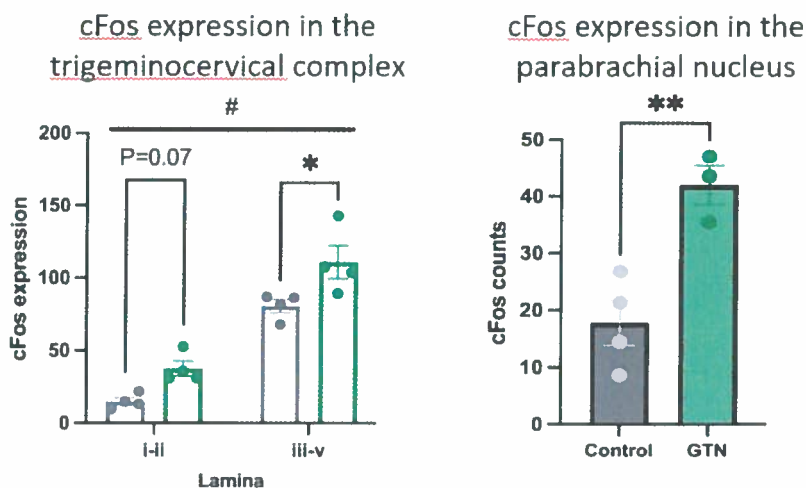 cFos expression in the
trigeminocervical complex
#
200
P=0.07
*
150
100
50
0
cFos expression
i-ii
iii-v
Lamina
cFos expression in the
parabrachial nucleus
**
50
40
30
20
10
0
cFos counts
Control
GTN